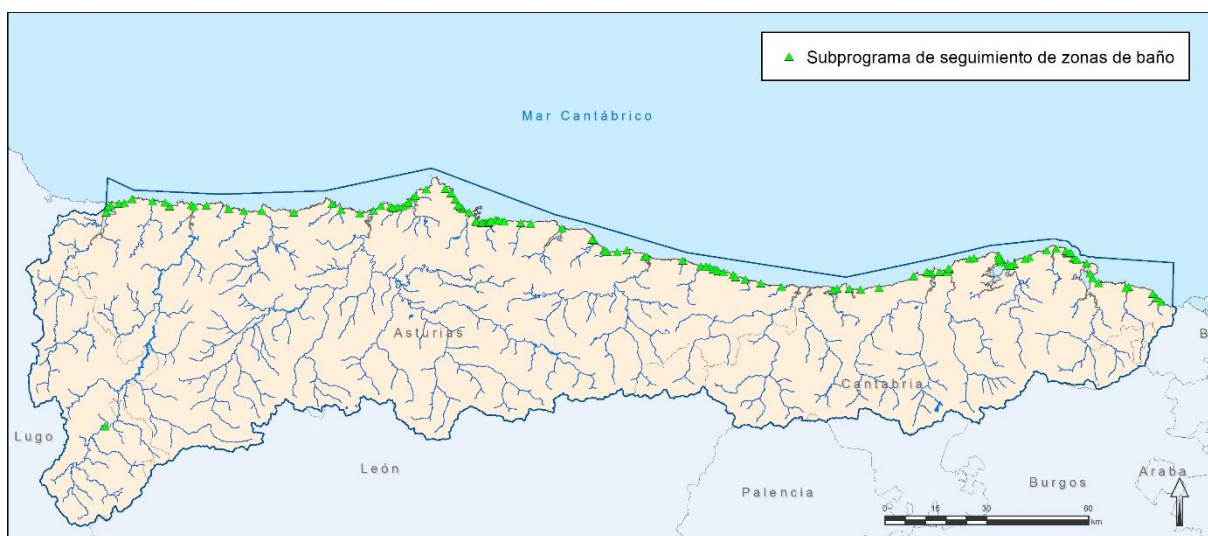 Subprograma de seguimiento de zonas de baño
Mar Cantábrico
Asturias
Cantabria
B
Lugo
León
Palencia
Burgos
Araba
0 15 30 60
km